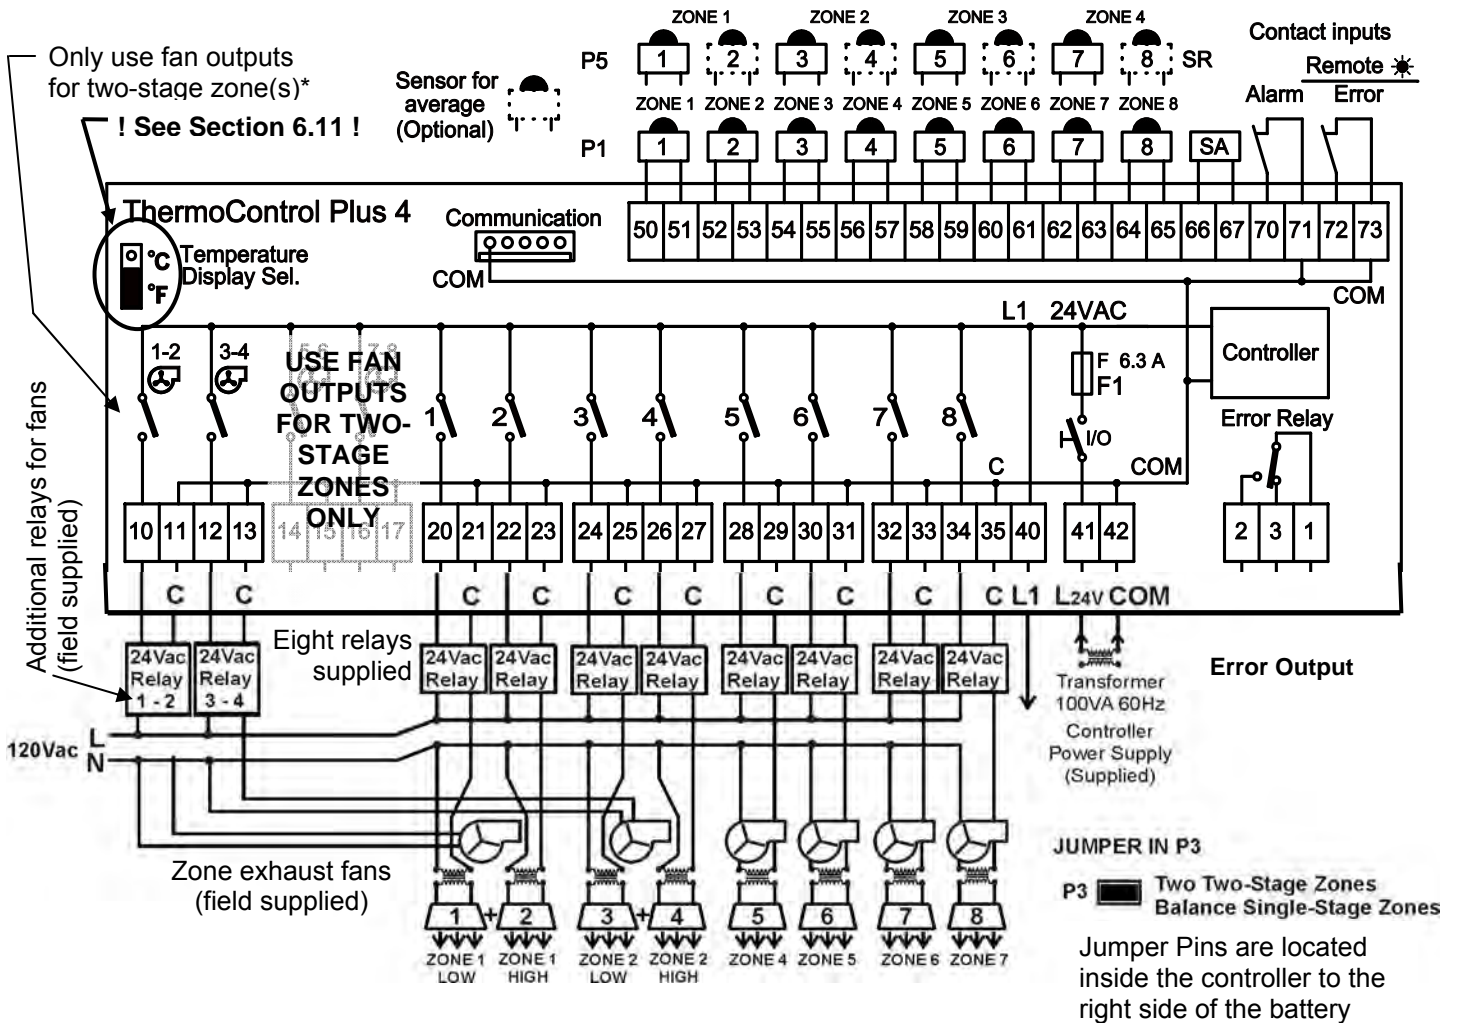 ZONE 1 ZONE 2 ZONE 3 ZONE 4
P5 1 2 3 4 5 6 7 8 SR
Only use fan outputs
for two-stage zone(s)*
! See Section 6.11 !
Sensor for
average
(Optional)
ZONE 1 ZONE 2 ZONE 3 ZONE 4 ZONE 5 ZONE 6 ZONE 7 ZONE 8
P1 1 2 3 4 5 6 7 8 SA
Contact inputs
Remote
Alarm Error
ThermoControl Plus 4
°C
°F
Temperature
Display Sel.
Communication
COM
50 51 52 53 54 55 56 57 58 59 60 61 62 63 64 65 66 67 70 71 72 73
COM
L1 24VAC
1-2 3-4 5-6 7-8
USE FAN
OUTPUTS
FOR TWO-
STAGE
ZONES
ONLY
1 2 3 4 5 6 7 8
F 6.3 A
F1
I/O
Controller
Error Relay
C
COM
10 11 12 13 14 15 16 17 20 21 22 23 24 25 26 27 28 29 30 31 32 33 34 35 40 41 42 2 3 1
C C C C C C C C C C L1 L24V COM
Additional relays for fans
(field supplied)
24Vac
Relay
1 - 2
24Vac
Relay
3 - 4
Eight relays
supplied
24Vac
Relay
24Vac
Relay
24Vac
Relay
24Vac
Relay
24Vac
Relay
24Vac
Relay
24Vac
Relay
24Vac
Relay
Transformer
100VA 60Hz
Controller
Power Supply
(Supplied)
Error Output
120Vac L
N
Zone exhaust fans
(field supplied)
1 + 2 3 + 4 5 6 7 8
ZONE 1
LOW
ZONE 1
HIGH
ZONE 2
LOW
ZONE 2
HIGH
ZONE 4
ZONE 5
ZONE 6
ZONE 7
JUMPER IN P3
P3 Two Two-Stage Zones
Balance Single-Stage Zones
Jumper Pins are located
inside the controller to the
right side of the battery